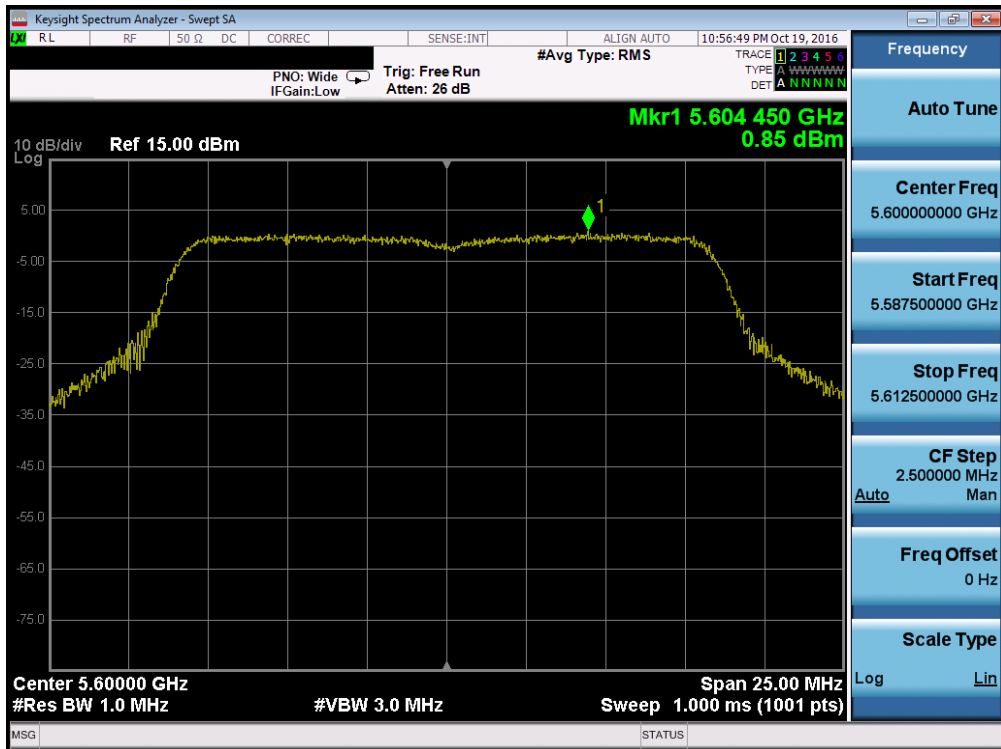 Keysight Spectrum Analyzer - Swept SA
LXI RL RF 50 Ω DC CORREC SENSE:INT ALIGN AUTO 10:56:49 PM Oct 19, 2016
#Avg Type: RMS
TRACE 1 2 3 4 5 6
TYPE A WWWWW
DET A N N N N N
PNO: Wide
IFGain:Low
Trig: Free Run
Atten: 26 dB
Mkr1 5.604 450 GHz
0.85 dBm
10 dB/div
Log
Ref 15.00 dBm
1
5.00
-5.00
-15.0
-25.0
-35.0
-45.0
-55.0
-65.0
-75.0
Center 5.60000 GHz
Span 25.00 MHz
#Res BW 1.0 MHz
#VBW 3.0 MHz
Sweep 1.000 ms (1001 pts)
MSG
STATUS
Frequency
Auto Tune
Center Freq
5.600000000 GHz
Start Freq
5.587500000 GHz
Stop Freq
5.612500000 GHz
CF Step
2.500000 MHz
Auto Man
Freq Offset
0 Hz
Scale Type
Log Lin